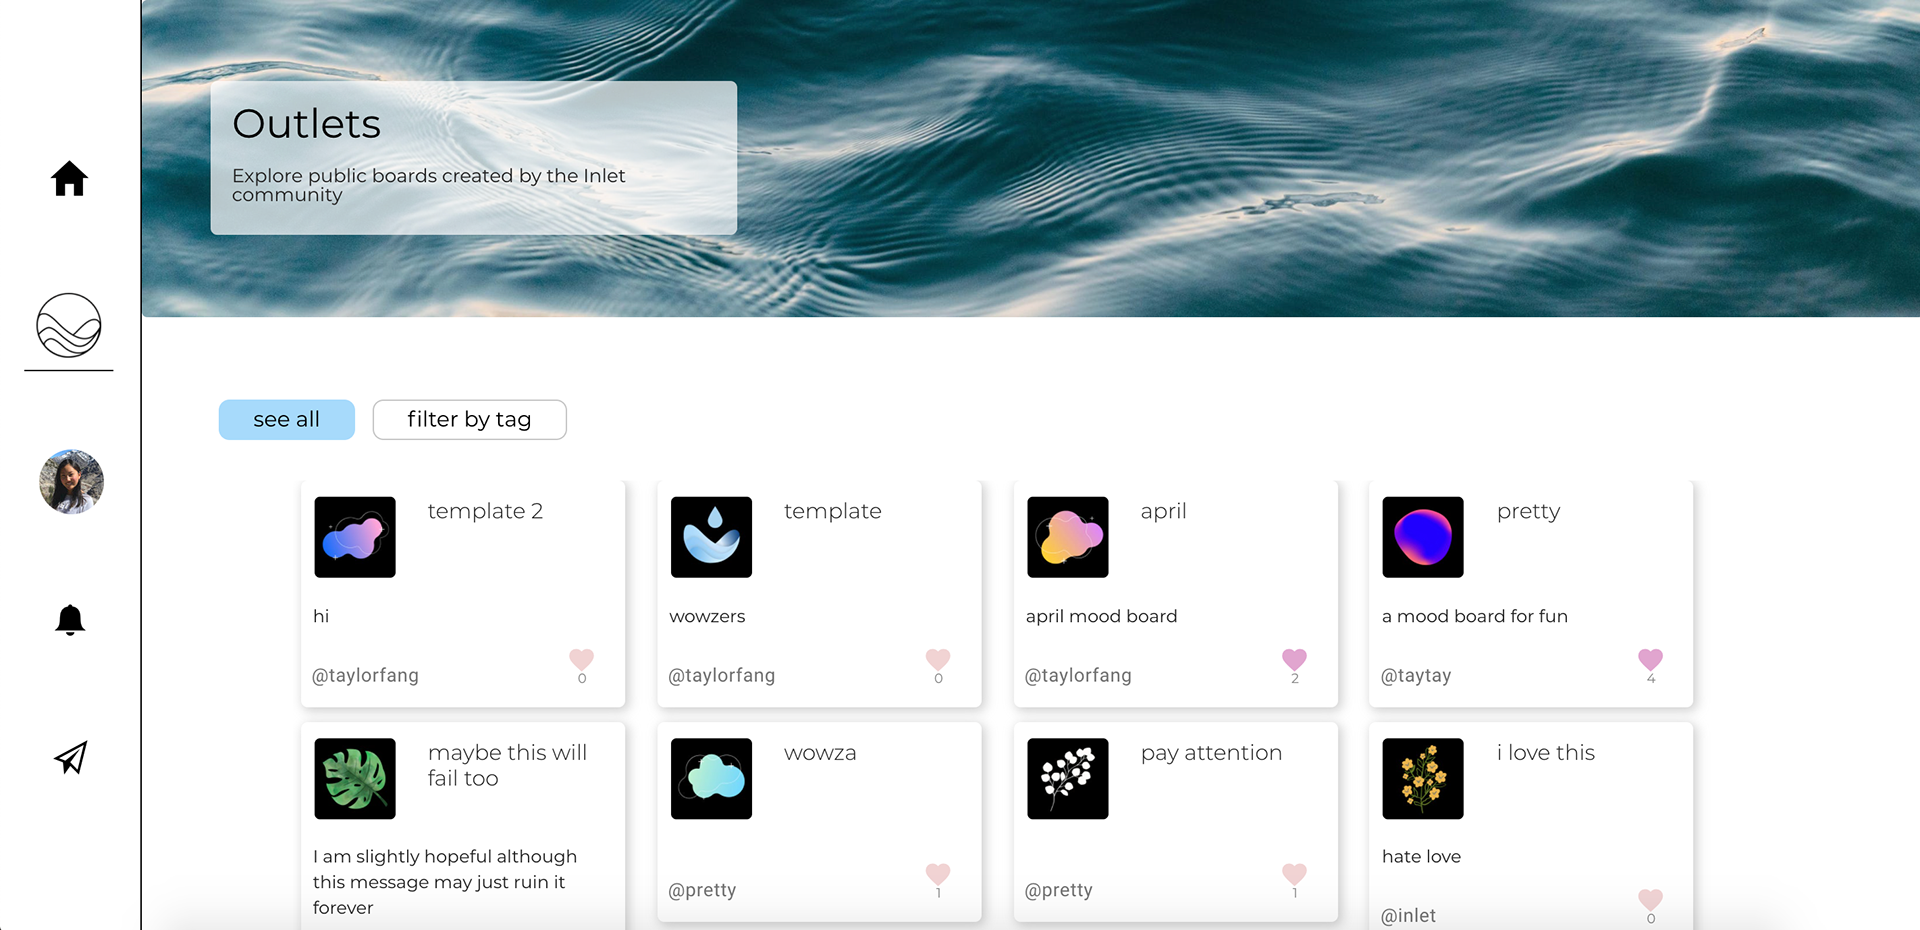 Outlets
Explore public boards created by the Inlet
community
see all
filter by tag
template 2
hi
@taylorfang
0
template
wowzers
@taylorfang
0
april
april mood board
@taylorfang
2
pretty
a mood board for fun
@taytay
4
maybe this will
fail too
I am slightly hopeful although
this message may just ruin it
forever
wowza
@pretty
1
pay attention
@pretty
1
i love this
hate love
@inlet
0